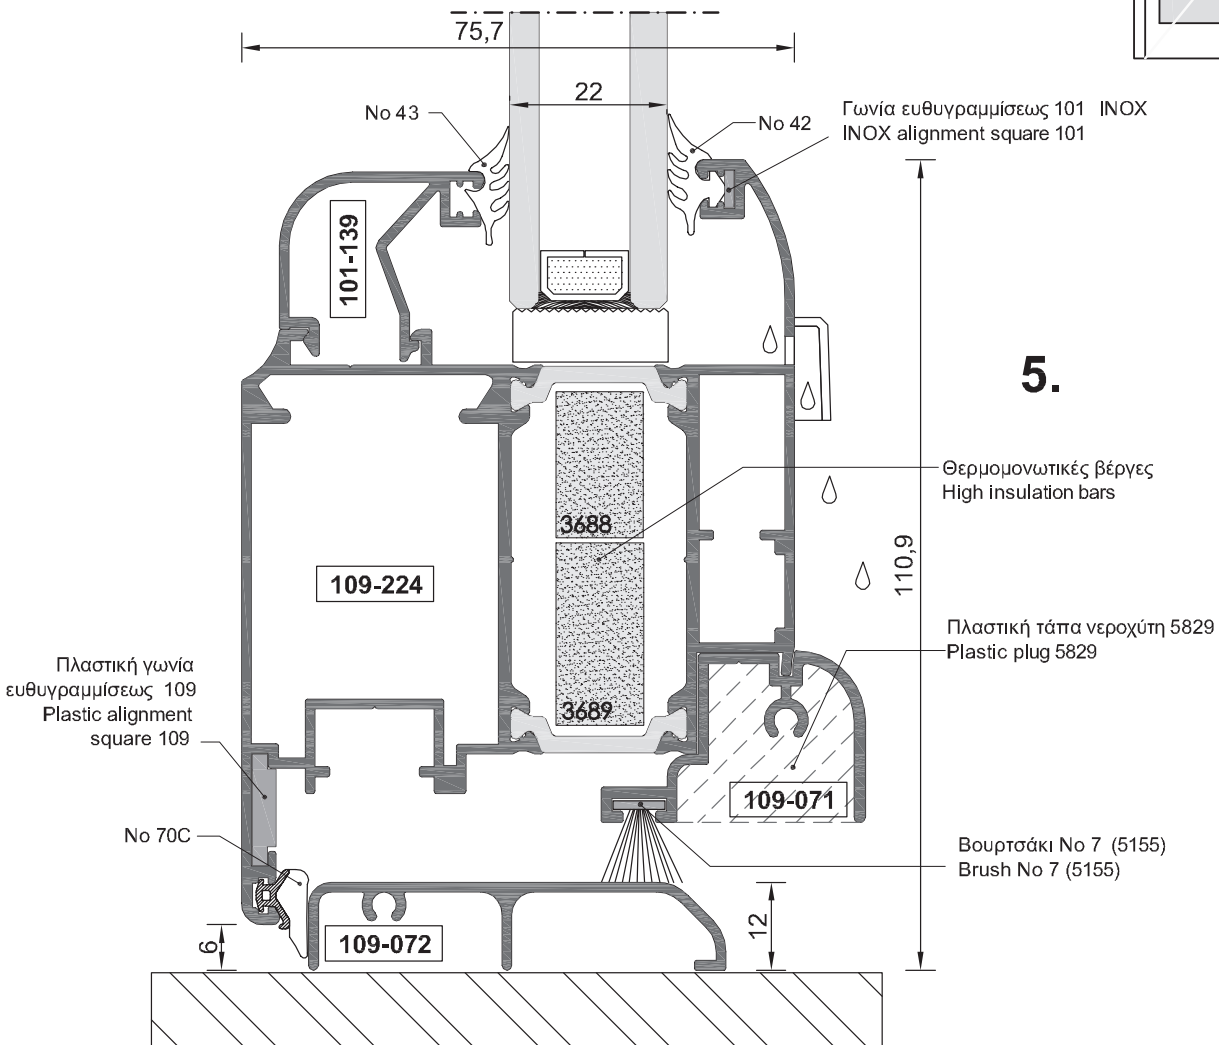 75,7
22
No 43
No 42
Γωνία ευθυγραμμίσεως 101 INOX
INOX alignment square 101
101-139
5.
Θερμομονωτικές βέργες
High insulation bars
3688
109-224
110,9
Πλαστική τάπα νεροχύτη 5829
Plastic plug 5829
Πλαστική γωνία
ευθυγραμμίσεως 109
Plastic alignment
square 109
3689
109-071
No 70C
Βουρτσάκι Νο 7 (5155)
Brush No 7 (5155)
12
6
109-072